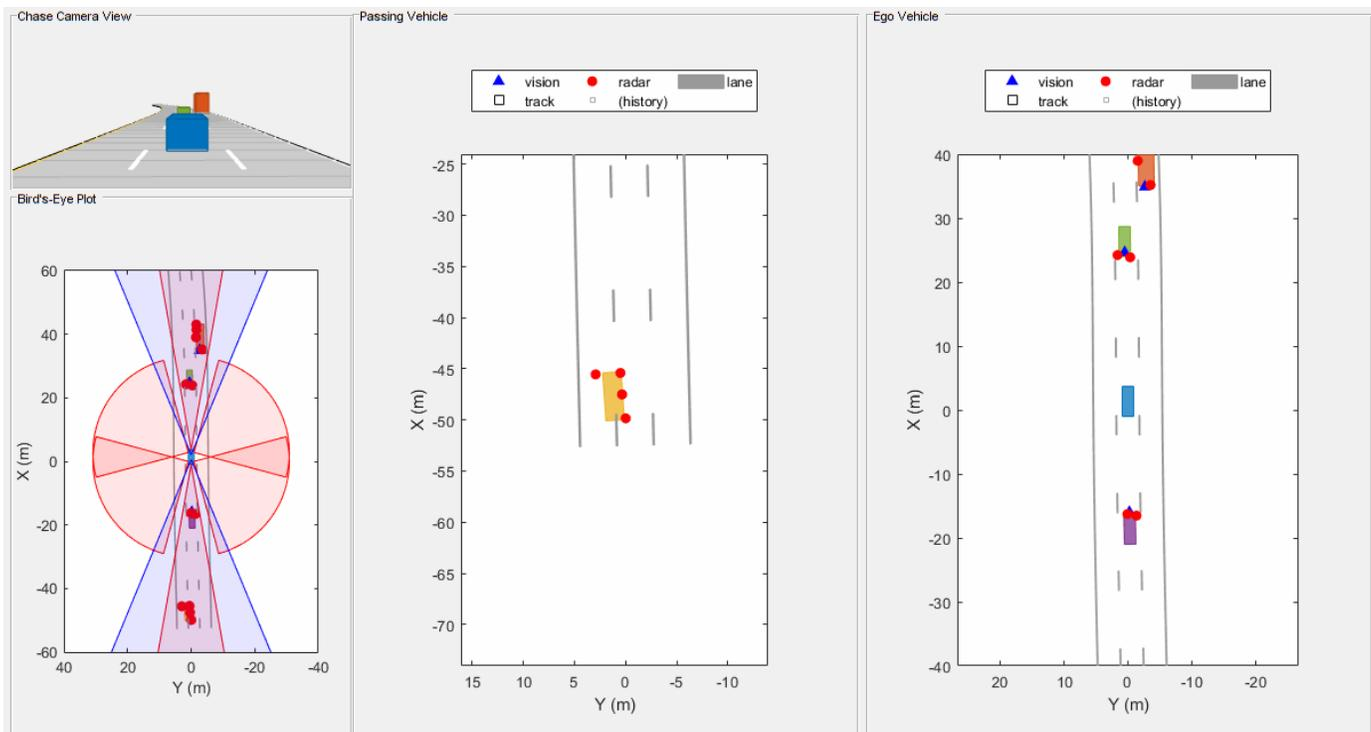 Chase Camera View
Bird's-Eye Plot
60
40
20
0
-20
-40
-60
X (m)
40 20 0 -20 -40
Y (m)
Passing Vehicle
vision radar lane
track (history)
-25
-30
-35
-40
-45
-50
-55
-60
-65
-70
X (m)
15 10 5 0 -5 -10
Y (m)
Ego Vehicle
vision radar lane
track (history)
40
30
20
10
0
-10
-20
-30
-40
X (m)
20 10 0 -10 -20
Y (m)